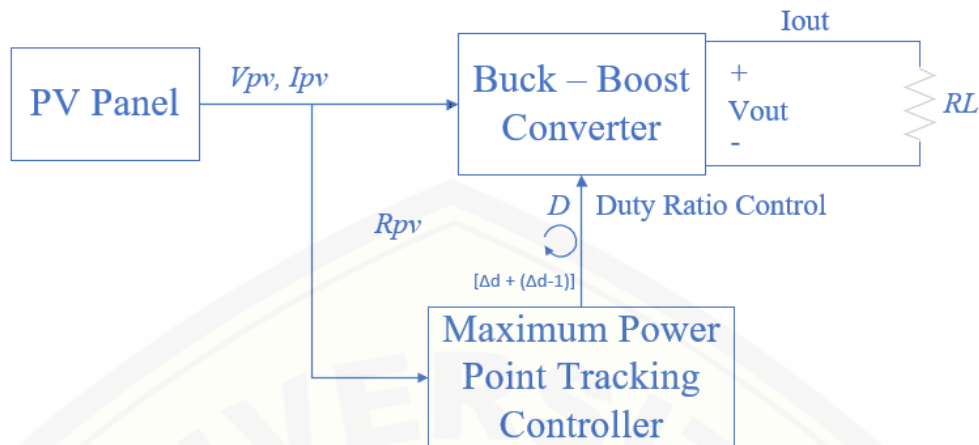 Iout
PV Panel
Vpv, Ipv
Buck – Boost
Converter
+
Vout
-
RL
Rpv
D
Duty Ratio Control
[Δd + (Δd-1)]
Maximum Power
Point Tracking
Controller